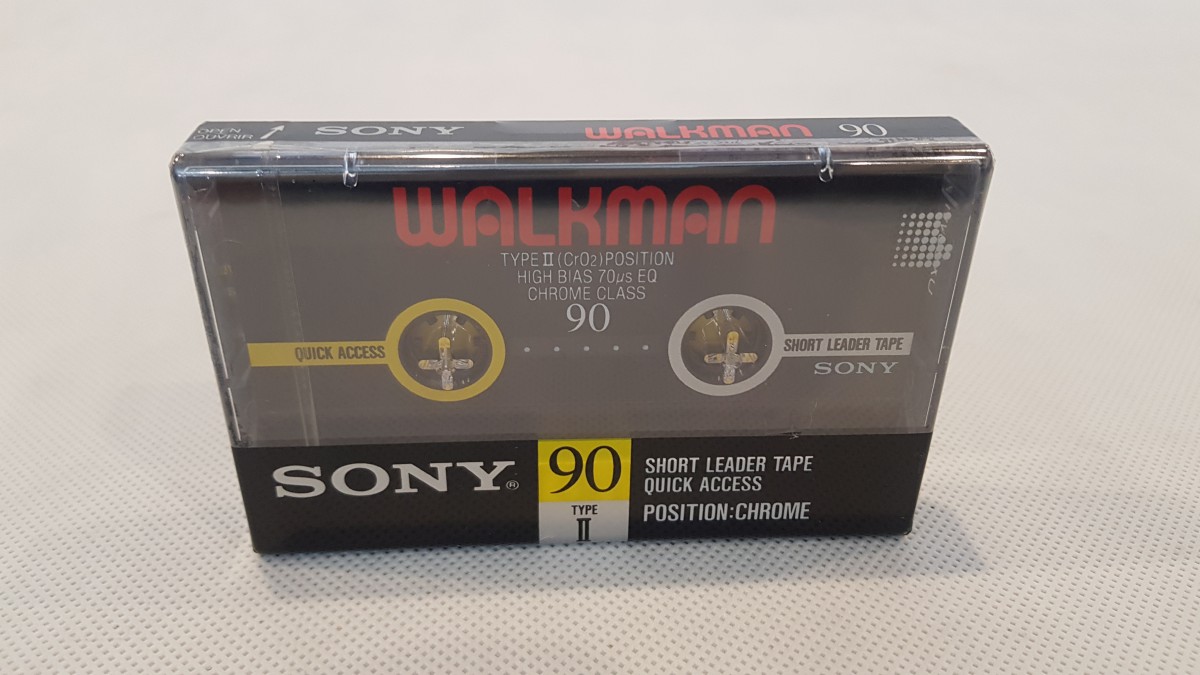 OPEN
OUVRIR
SONY WALKMAN 90
WALKMAN
TYPE II (CrO2) POSITION
HIGH BIAS 70µs EQ
CHROME CLASS
90
QUICK ACCESS
SHORT LEADER TAPE
SONY
SONY®
90
TYPE
II
SHORT LEADER TAPE
QUICK ACCESS
POSITION:CHROME